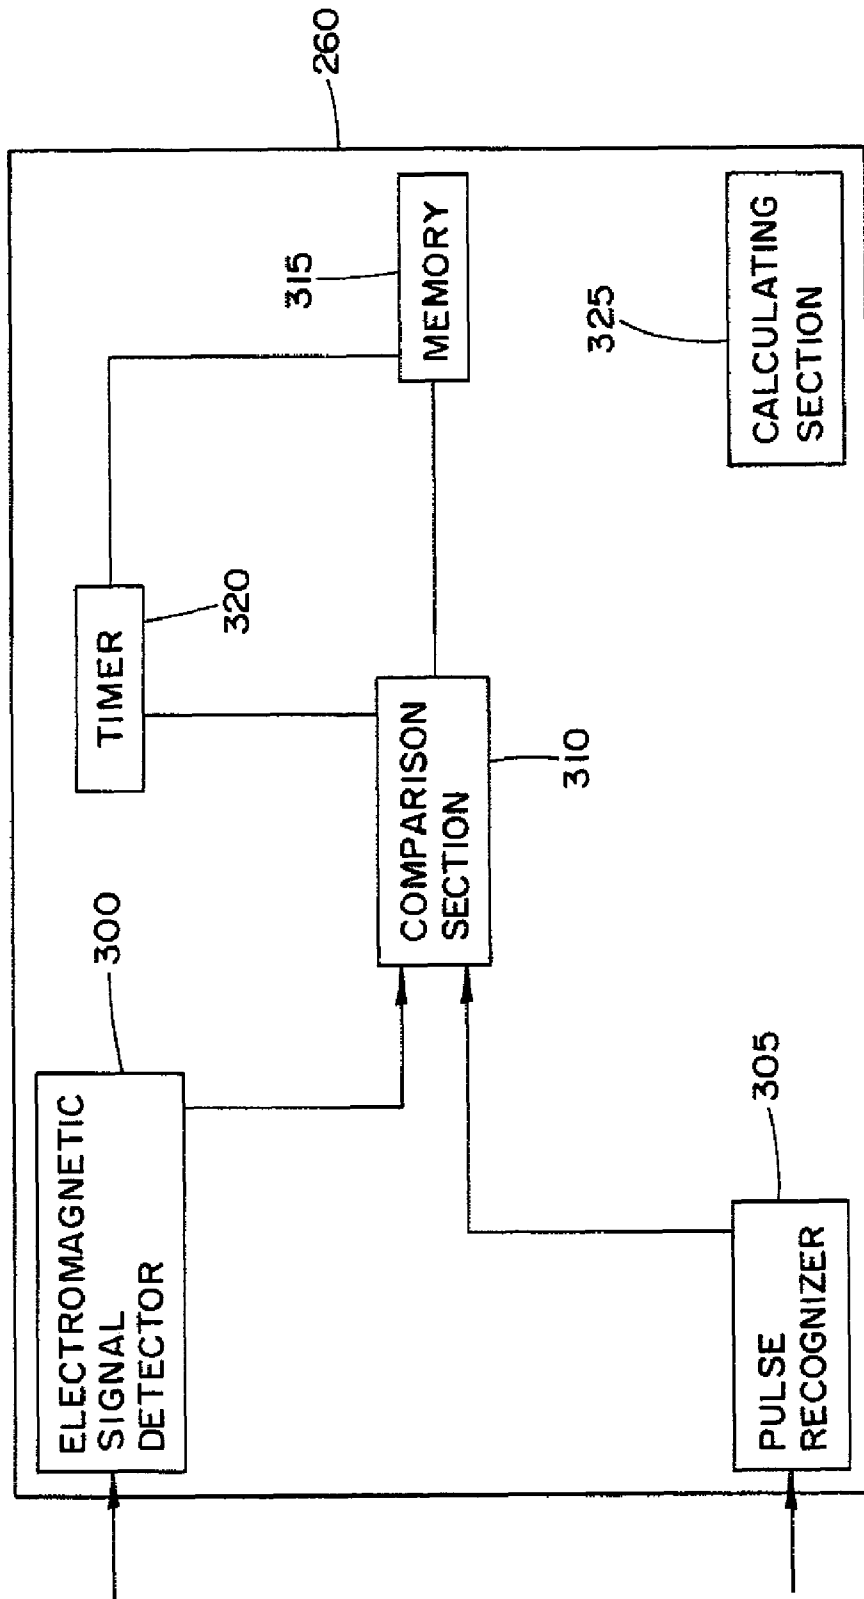 260
ELECTROMAGNETIC
SIGNAL
DETECTOR
300
TIMER
320
315
MEMORY
COMPARISON
SECTION
310
325
CALCULATING
SECTION
PULSE
RECOGNIZER
305